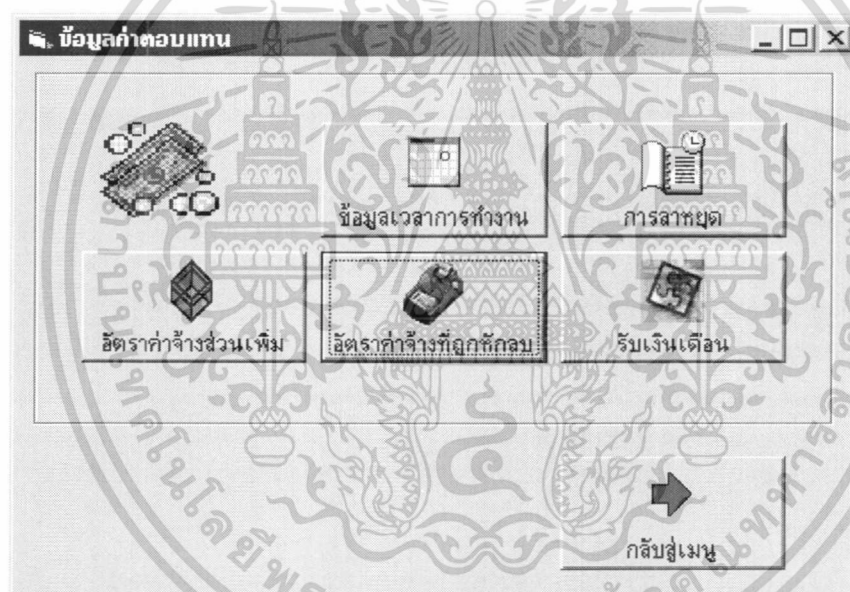 ข้อมูลค่าตอบแทน
ข้อมูลเวลาการทำงาน
การลาหยุด
อัตราค่าจ้างส่วนเพิ่ม
อัตราค่าจ้างที่ถูกหักลบ
รับเงินเดือน
กลับสู่เมนู